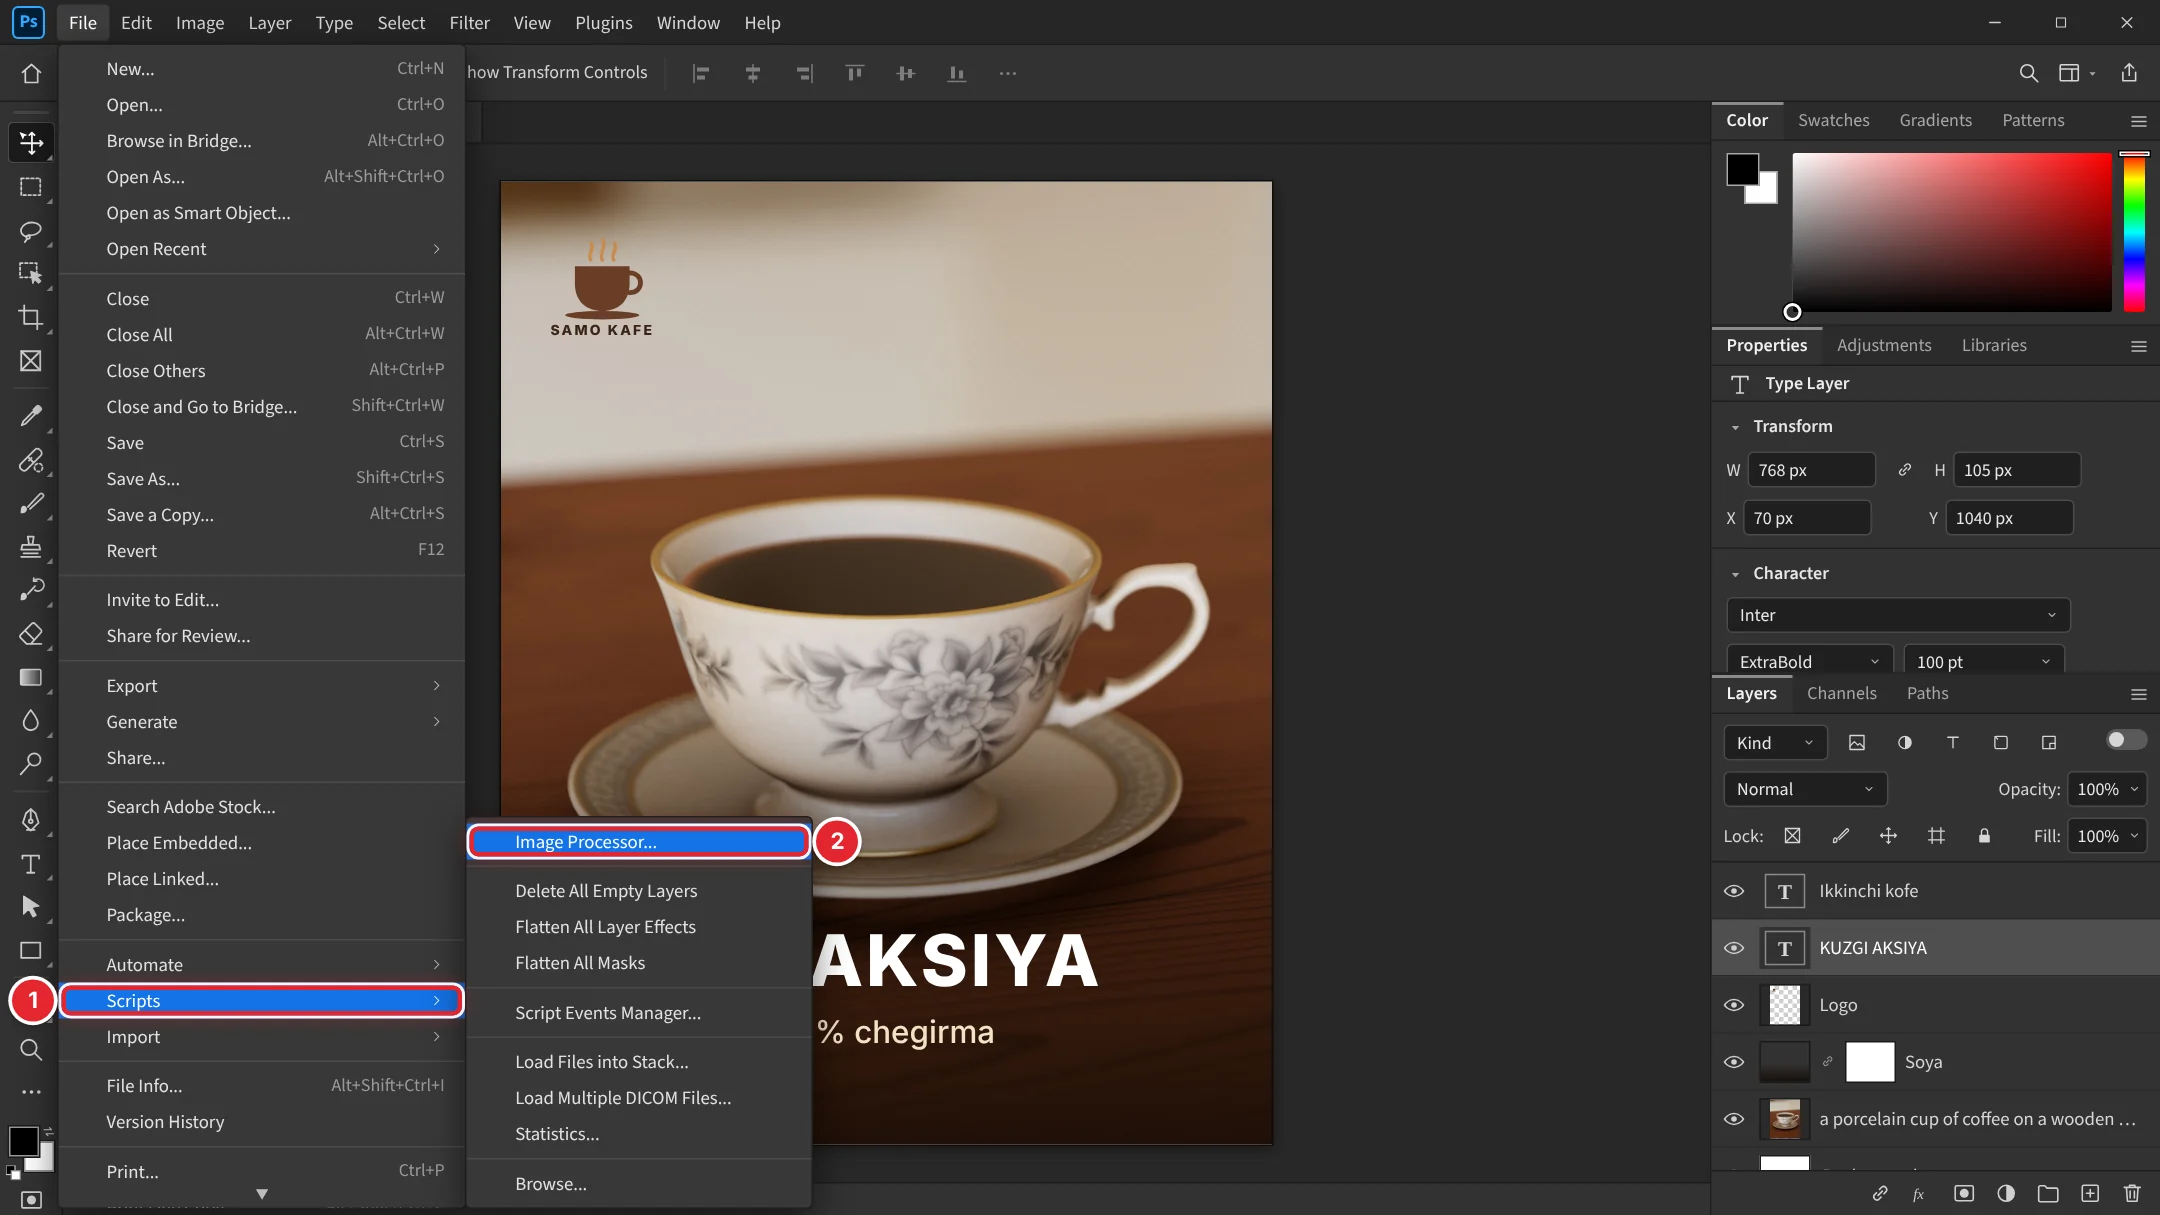 Ps File Edit Image Layer Type Select Filter View Plugins Window Help
how Transform Controls
New... Ctrl+N
Open... Ctrl+O
Browse in Bridge... Alt+Ctrl+O
Open As... Alt+Shift+Ctrl+O
Open as Smart Object...
Open Recent
Close Ctrl+W
Close All Alt+Ctrl+W
Close Others Alt+Ctrl+P
Close and Go to Bridge... Shift+Ctrl+W
Save Ctrl+S
Save As... Shift+Ctrl+S
Save a Copy... Alt+Ctrl+S
Revert F12
Invite to Edit...
Share for Review...
Export
Generate
Share...
Search Adobe Stock...
Place Embedded...
Place Linked...
Package...
Automate
1 Scripts
Import
File Info... Alt+Shift+Ctrl+I
Version History
Print... Ctrl+P
Image Processor... 2
Delete All Empty Layers
Flatten All Layer Effects
Flatten All Masks
Script Events Manager...
Load Files into Stack...
Load Multiple DICOM Files...
Statistics...
Browse...
SAMO KAFE
AKSIYA
% chegirma
Color Swatches Gradients Patterns
Properties Adjustments Libraries
T Type Layer
Transform
W 768 px H 105 px
X 70 px Y 1040 px
Character
Inter
ExtraBold 100 pt
Layers Channels Paths
Kind
Normal Opacity: 100%
Lock: Fill: 100%
T Ikkinchi kofe
T KUZGI AKSIYA
Logo
Soya
a porcelain cup of coffee on a wooden ...
fx